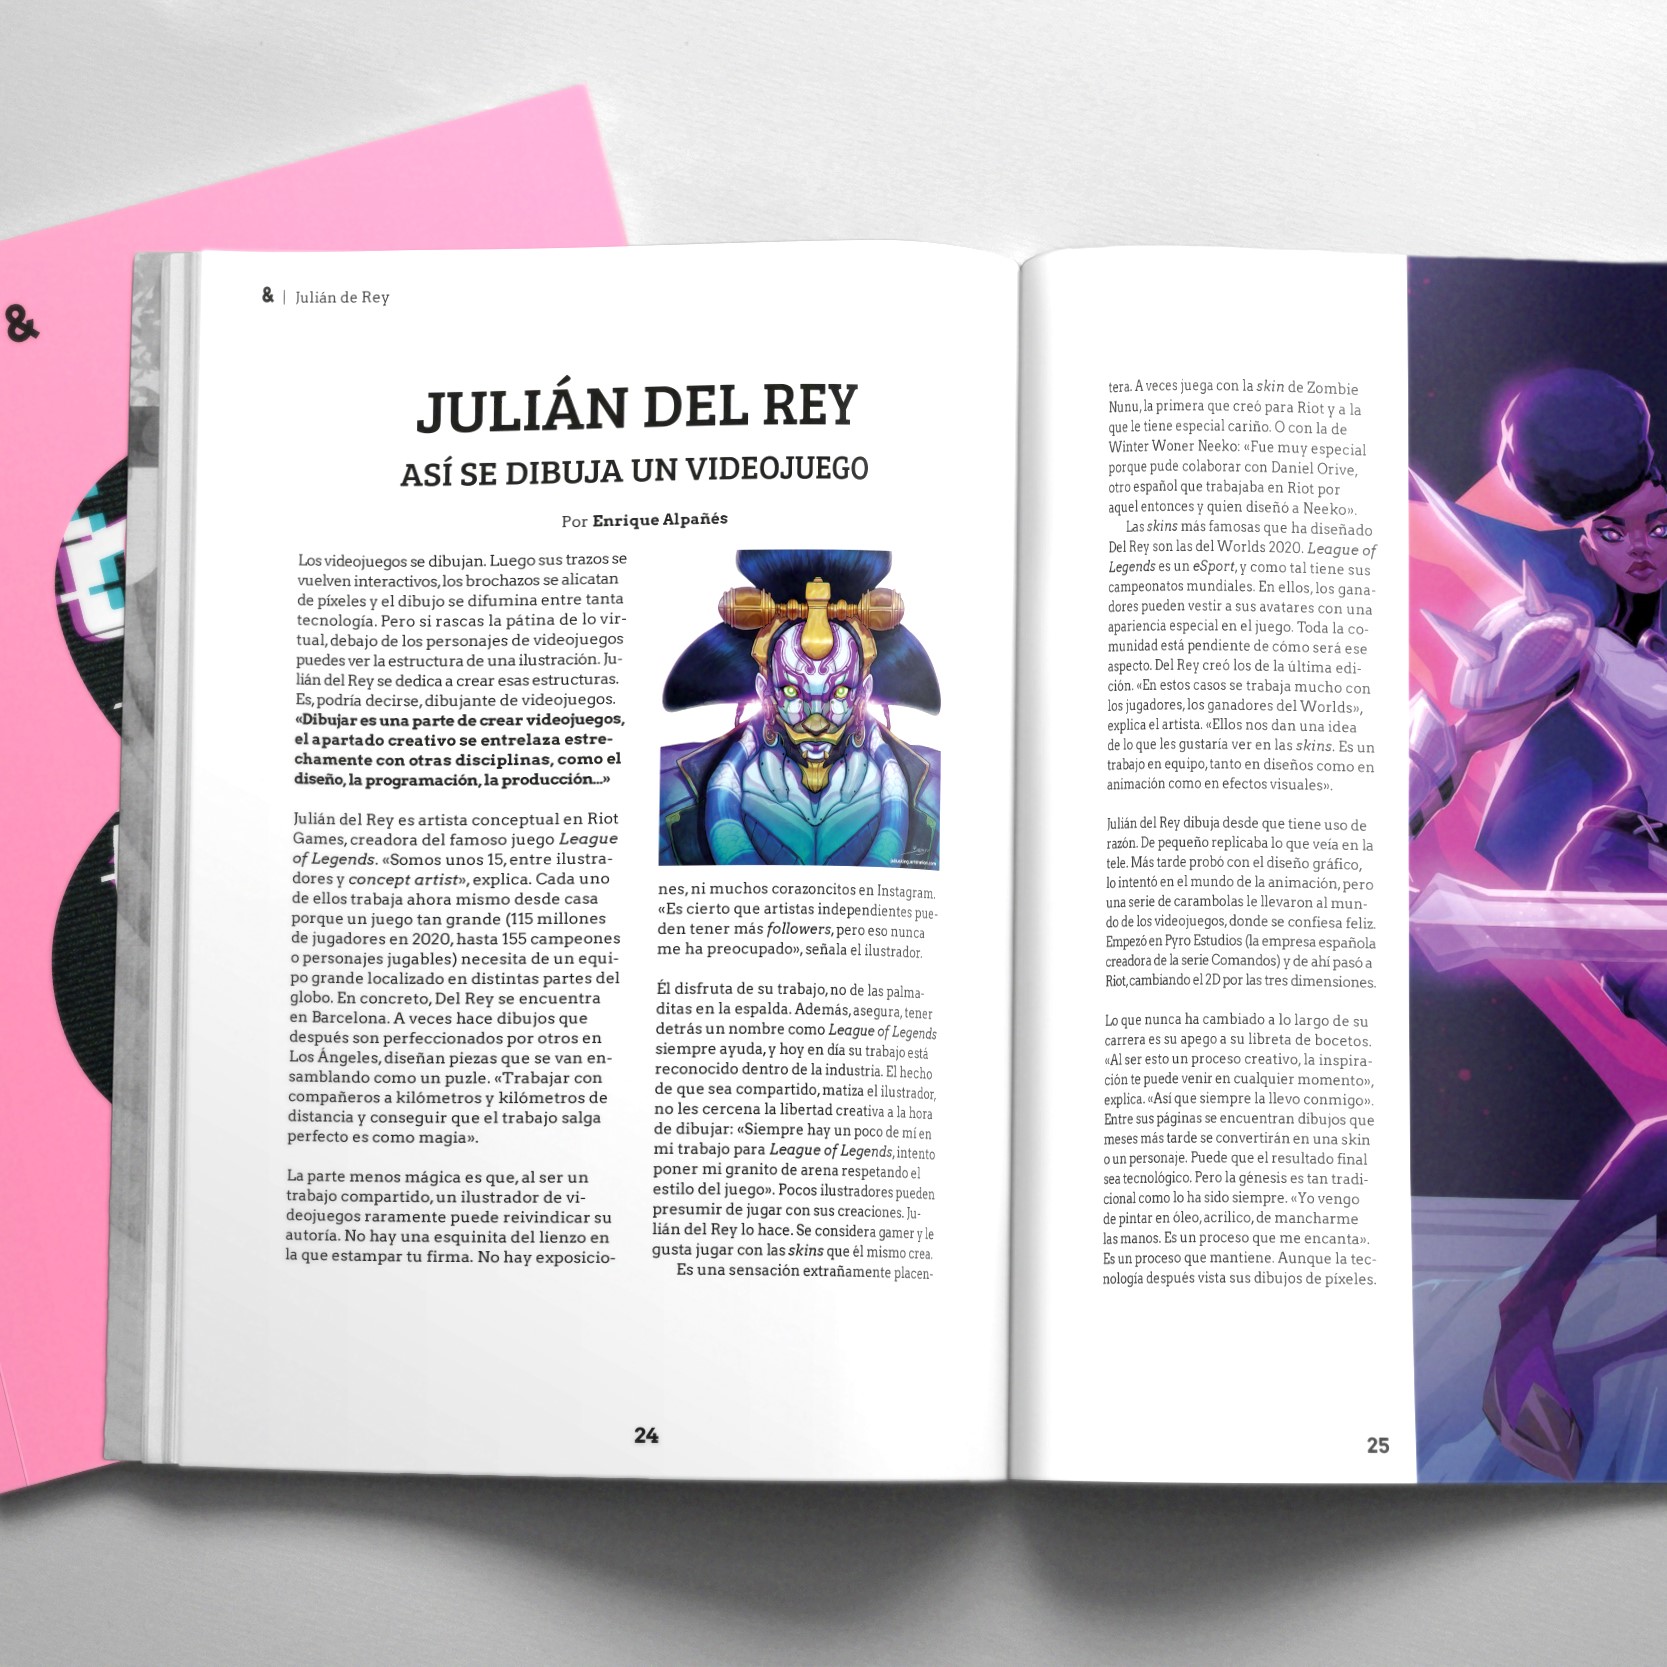 &
& | Julián de Rey
JULIÁN DEL REY
ASÍ SE DIBUJA UN VIDEOJUEGO
Por Enrique Alpañés
Los videojuegos se dibujan. Luego sus trazos se
vuelven interactivos, los brochazos se alicatan
de píxeles y el dibujo se difumina entre tanta
tecnología. Pero si rascas la pátina de lo vir-
tual, debajo de los personajes de videojuegos
puedes ver la estructura de una ilustración. Ju-
lián del Rey se dedica a crear esas estructuras.
Es, podría decirse, dibujante de videojuegos.
«Dibujar es una parte de crear videojuegos,
el apartado creativo se entrelaza estre-
chamente con otras disciplinas, como el
diseño, la programación, la producción...»
Julián del Rey es artista conceptual en Riot
Games, creadora del famoso juego League
of Legends. «Somos unos 15, entre ilustra-
dores y concept artist», explica. Cada uno
de ellos trabaja ahora mismo desde casa
porque un juego tan grande (115 millones
de jugadores en 2020, hasta 155 campeones
o personajes jugables) necesita de un equi-
po grande localizado en distintas partes del
globo. En concreto, Del Rey se encuentra
en Barcelona. A veces hace dibujos que
después son perfeccionados por otros en
Los Ángeles, diseñan piezas que se van en-
samblando como un puzle. «Trabajar con
compañeros a kilómetros y kilómetros de
distancia y conseguir que el trabajo salga
perfecto es como magia».
La parte menos mágica es que, al ser un
trabajo compartido, un ilustrador de vi-
deojuegos raramente puede reivindicar su
autoría. No hay una esquinita del lienzo en
la que estampar tu firma. No hay exposicio-
nes, ni muchos corazoncitos en Instagram.
«Es cierto que artistas independientes pue-
den tener más followers, pero eso nunca
me ha preocupado», señala el ilustrador.
Él disfruta de su trabajo, no de las palma-
ditas en la espalda. Además, asegura, tener
detrás un nombre como League of Legends
siempre ayuda, y hoy en día su trabajo está
reconocido dentro de la industria. El hecho
de que sea compartido, matiza el ilustrador,
no les cercena la libertad creativa a la hora
de dibujar: «Siempre hay un poco de mí en
mi trabajo para League of Legends, intento
poner mi granito de arena respetando el
estilo del juego». Pocos ilustradores pueden
presumir de jugar con sus creaciones. Ju-
lián del Rey lo hace. Se considera gamer y le
gusta jugar con las skins que él mismo crea.
Es una sensación extrañamente placen-
24
tera. A veces juega con la skin de Zombie
Nunu, la primera que creó para Riot y a la
que le tiene especial cariño. O con la de
Winter Woner Neeko: «Fue muy especial
porque pude colaborar con Daniel Orive,
otro español que trabajaba en Riot por
aquel entonces y quien diseñó a Neeko».
Las skins más famosas que ha diseñado
Del Rey son las del Worlds 2020. League of
Legends es un eSport, y como tal tiene sus
campeonatos mundiales. En ellos, los gana-
dores pueden vestir a sus avatares con una
apariencia especial en el juego. Toda la co-
munidad está pendiente de cómo será ese
aspecto. Del Rey creó los de la última edi-
ción. «En estos casos se trabaja mucho con
los jugadores, los ganadores del Worlds»,
explica el artista. «Ellos nos dan una idea
de lo que les gustaría ver en las skins. Es un
trabajo en equipo, tanto en diseños como en
animación como en efectos visuales».
Julián del Rey dibuja desde que tiene uso de
razón. De pequeño replicaba lo que veía en la
tele. Más tarde probó con el diseño gráfico,
lo intentó en el mundo de la animación, pero
una serie de carambolas le llevaron al mun-
do de los videojuegos, donde se confiesa feliz.
Empezó en Pyro Estudios (la empresa española
creadora de la serie Comandos) y de ahí pasó a
Riot, cambiando el 2D por las tres dimensiones.
Lo que nunca ha cambiado a lo largo de su
carrera es su apego a su libreta de bocetos.
«Al ser esto un proceso creativo, la inspira-
ción te puede venir en cualquier momento»,
explica. «Así que siempre la llevo conmigo».
Entre sus páginas se encuentran dibujos que
meses más tarde se convertirán en una skin
o un personaje. Puede que el resultado final
sea tecnológico. Pero la génesis es tan tradi-
cional como lo ha sido siempre. «Yo vengo
de pintar en óleo, acrílico, de mancharme
las manos. Es un proceso que me encanta».
Es un proceso que mantiene. Aunque la tec-
nología después vista sus dibujos de píxeles.
25